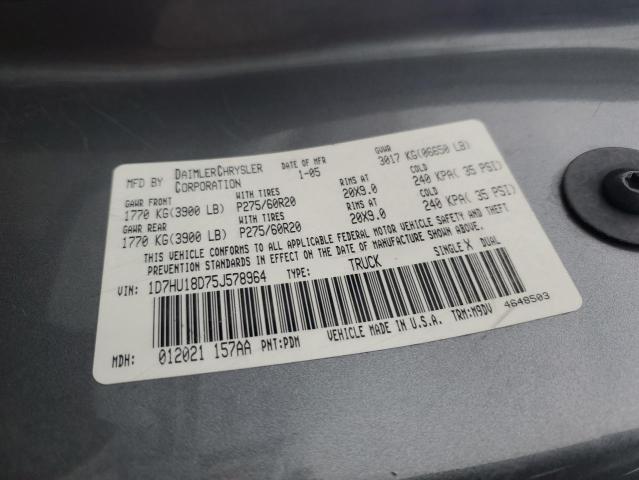 MFD BY DAIMLERCHRYSLER CORPORATION DATE OF MFR 1-05 GVWR 3017 KG(06650 LB)
GAWR FRONT WITH TIRES RIMS AT COLD
1770 KG(3900 LB) P275/60R20 20X9.0 240 KPA( 35 PSI)
GAWR REAR WITH TIRES RIMS AT COLD
1770 KG(3900 LB) P275/60R20 20X9.0 240 KPA( 35 PSI)
THIS VEHICLE CONFORMS TO ALL APPLICABLE FEDERAL MOTOR VEHICLE SAFETY AND THEFT
PREVENTION STANDARDS IN EFFECT ON THE DATE OF MANUFACTURE SHOWN ABOVE.
VIN: 1D7HU18D75J578964 TYPE: TRUCK SINGLE X DUAL
MDH: 012021 157AA PNT:PDM VEHICLE MADE IN U.S.A. TRM:M9DV 4648503